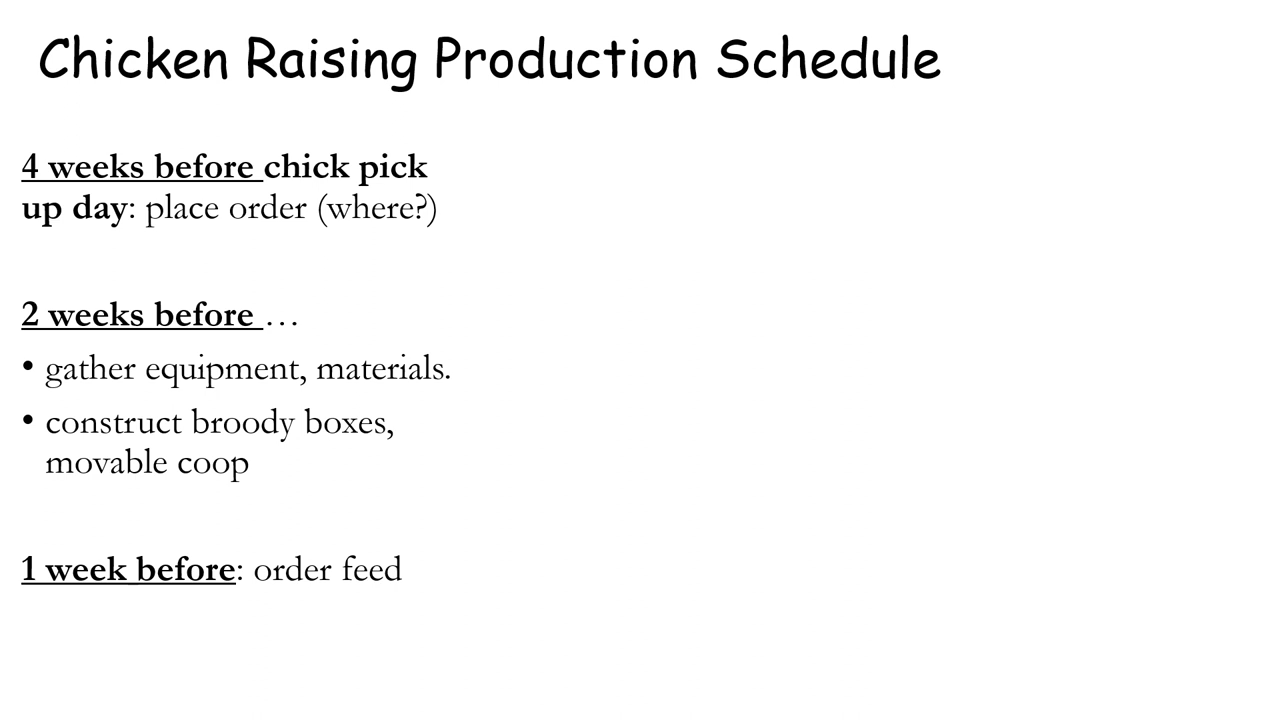 Chicken Raising Production Schedule
4 weeks before chick pick
up day: place order (where?)
2 weeks before …
• gather equipment, materials.
• construct broody boxes,
movable coop
1 week before: order feed